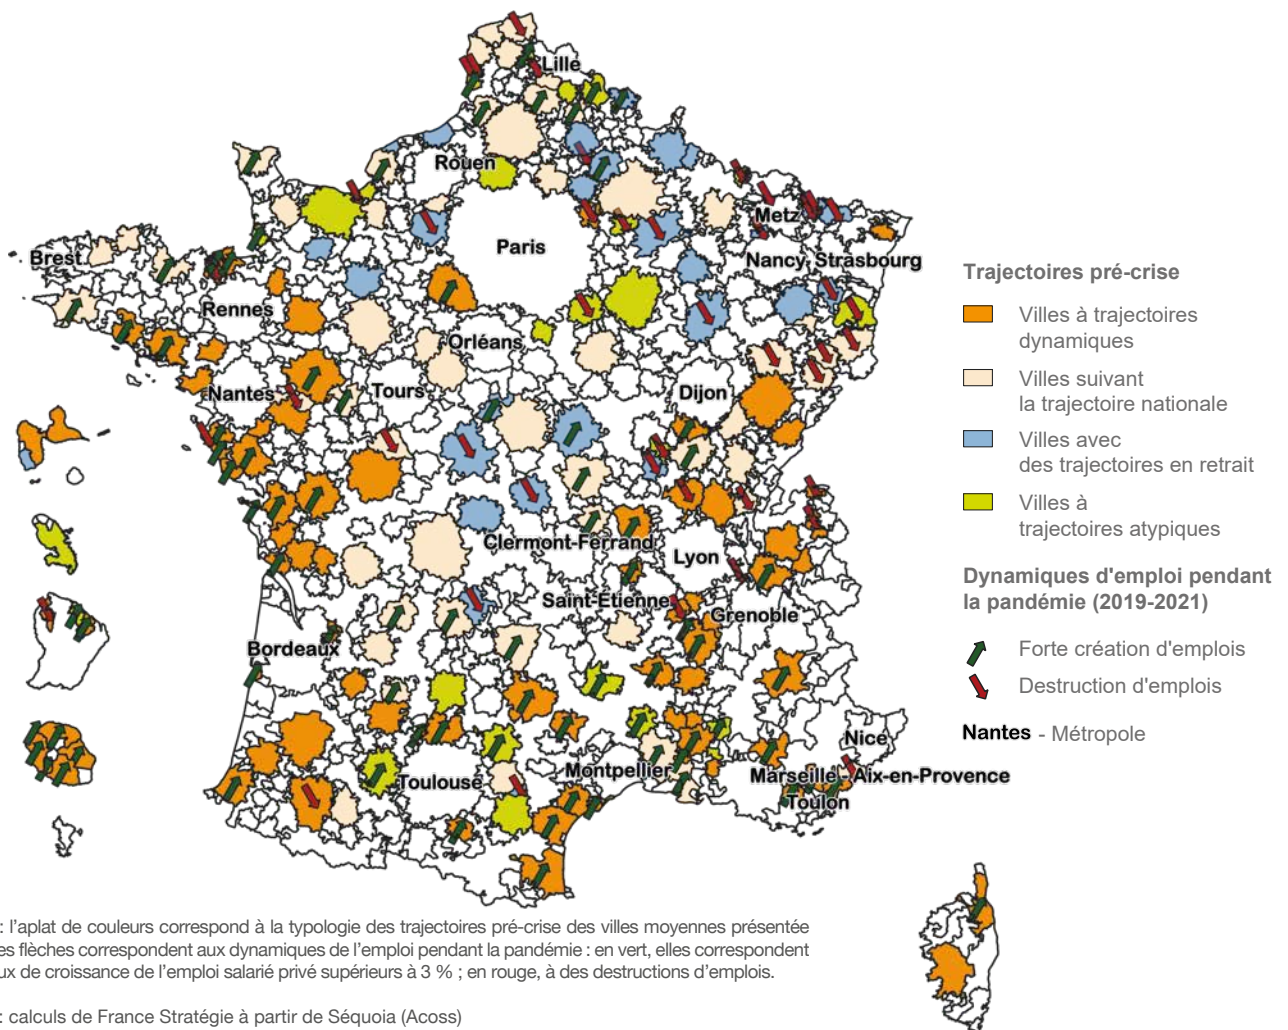 Lille
Rouen
Metz
Paris
Brest
Nancy
Strasbourg
Rennes
Orléans
Nantes
Tours
Dijon
Clermont-Ferrand
Lyon
Saint-Étienne
Grenoble
Bordeaux
Nice
Toulouse
Montpellier
Marseille - Aix-en-Provence
Toulon
Trajectoires pré-crise
Villes à trajectoires
dynamiques
Villes suivant
la trajectoire nationale
Villes avec
des trajectoires en retrait
Villes à
trajectoires atypiques
Dynamiques d'emploi pendant
la pandémie (2019-2021)
Forte création d'emplois
Destruction d'emplois
Nantes - Métropole
: l’aplat de couleurs correspond à la typologie des trajectoires pré-crise des villes moyennes présentée
es flèches correspondent aux dynamiques de l’emploi pendant la pandémie : en vert, elles correspondent
ux de croissance de l’emploi salarié privé supérieurs à 3 % ; en rouge, à des destructions d’emplois.
: calculs de France Stratégie à partir de Séquoia (Acoss)